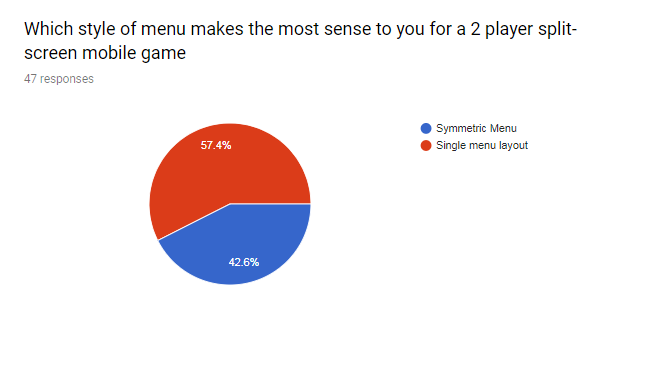 Which style of menu makes the most sense to you for a 2 player split-
screen mobile game
47 responses
Symmetric Menu
Single menu layout
57.4%
42.6%